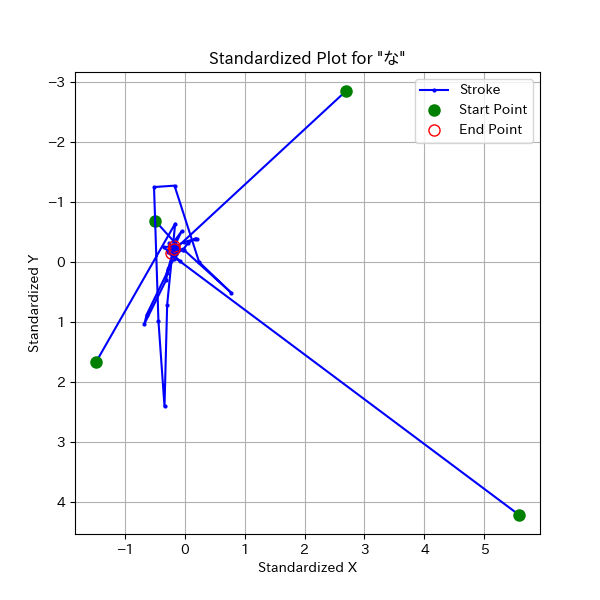 Standardized Plot for "な"
Stroke
Start Point
End Point
Standardized Y
−3
−2
−1
0
1
2
3
4
−1 0 1 2 3 4 5
Standardized X